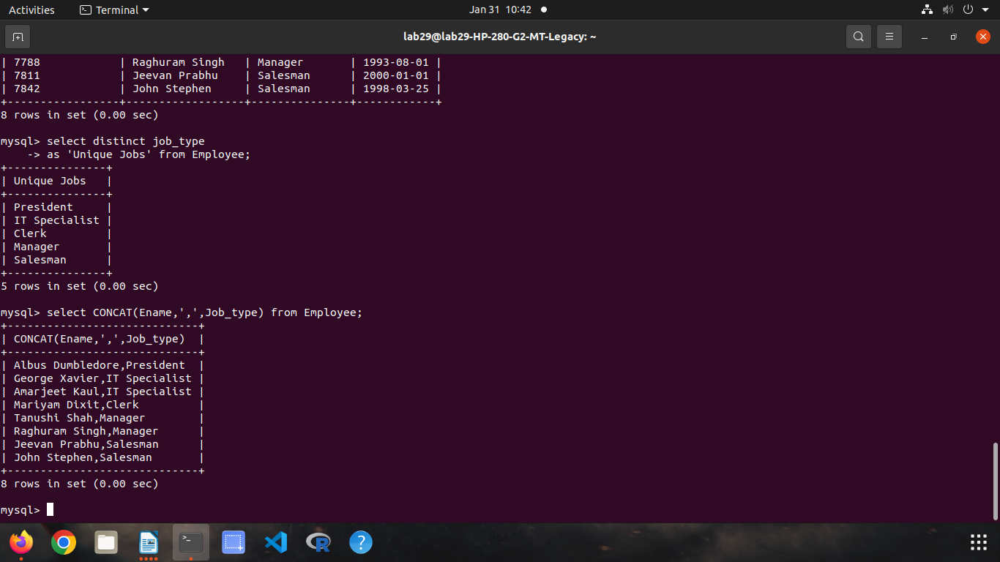 Activities Terminal Jan 31 10:42
lab29@lab29-HP-280-G2-MT-Legacy: ~
| 7788            | Raghuram Singh   | Manager       | 1993-08-01 |
| 7811            | Jeevan Prabhu    | Salesman      | 2000-01-01 |
| 7842            | John Stephen     | Salesman      | 1998-03-25 |
+-----------------+------------------+---------------+------------+
8 rows in set (0.00 sec)
mysql> select distinct job_type
    -> as 'Unique Jobs' from Employee;
+---------------+
| Unique Jobs   |
+---------------+
| President     |
| IT Specialist |
| Clerk         |
| Manager       |
| Salesman      |
+---------------+
5 rows in set (0.00 sec)
mysql> select CONCAT(Ename,',',Job_type) from Employee;
+-----------------------------+
| CONCAT(Ename,',',Job_type)  |
+-----------------------------+
| Albus Dumbledore,President  |
| George Xavier,IT Specialist |
| Amarjeet Kaul,IT Specialist |
| Mariyam Dixit,Clerk         |
| Tanushi Shah,Manager        |
| Raghuram Singh,Manager      |
| Jeevan Prabhu,Salesman      |
| John Stephen,Salesman       |
+-----------------------------+
8 rows in set (0.00 sec)
mysql>